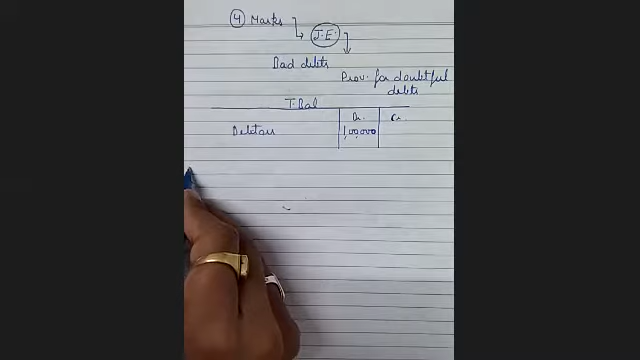 4 Marks
J.E.
Bad debts
Prov. for doubtful
debts
T. Bal
Dr. Cr.
Debtors 1,00,000